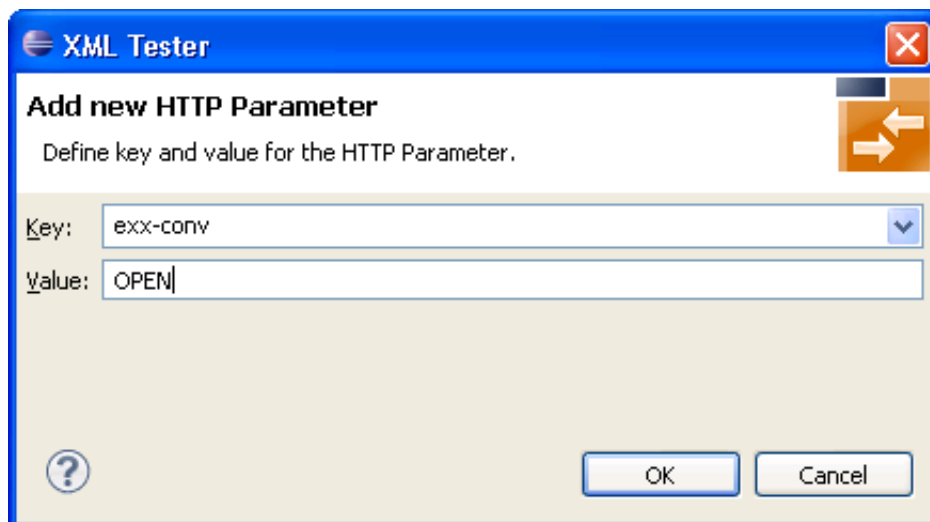 XML Tester
Add new HTTP Parameter
Define key and value for the HTTP Parameter.
Key: exx-conv
Value: OPEN
?
OK Cancel